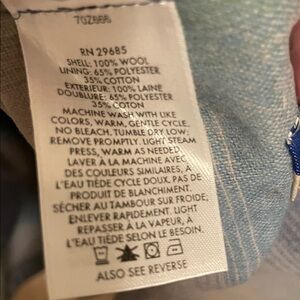 702666
RN 29685
SHELL: 100% WOOL
LINING: 65% POLYESTER
35% COTTON
EXTERIEUR: 100% LAINE
DOUBLURE: 65% POLYESTER
35% COTON
MACHINE WASH WITH LIKE
COLORS, WARM, GENTLE CYCLE.
NO BLEACH. TUMBLE DRY LOW;
REMOVE PROMPTLY. LIGHT STEAM
PRESS, WARM AS NEEDED.
LAVER À LA MACHINE AVEC
DES COULEURS SIMILAIRES, À
L'EAU TIÈDE CYCLE DOUX. PAS DE
PRODUIT DE BLANCHIMENT.
SÉCHER AU TAMBOUR SUR FROIDE;
ENLEVER RAPIDEMENT. LIGHT
REPASSER À LA VAPEUR, À
L'EAU TIÈDE SELON LE BESOIN.
ALSO SEE REVERSE